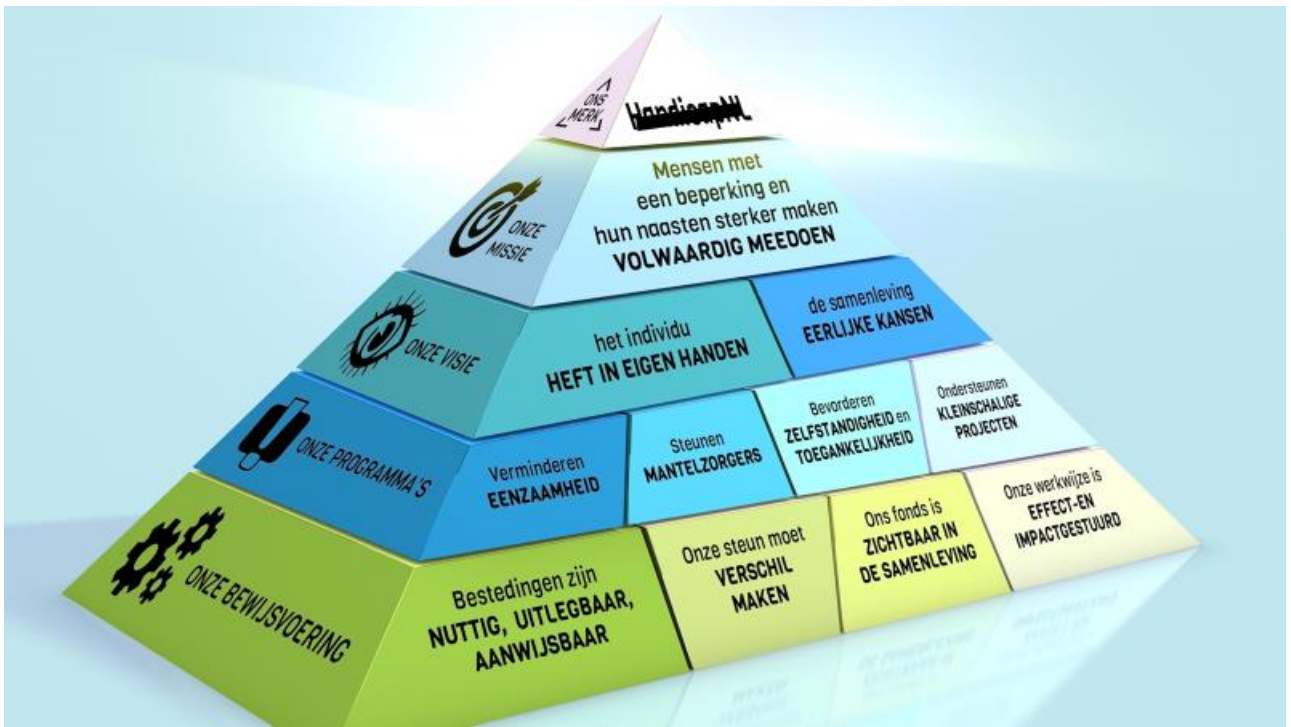 ONS
MERK
HandicapNL
ONZE
MISSIE
Mensen met
een beperking en
hun naasten sterker maken
VOLWAARDIG MEEDOEN
ONZE VISIE
het individu
HEFT IN EIGEN HANDEN
de samenleving
EERLIJKE KANSEN
ONZE PROGRAMMA'S
Verminderen
EENZAAMHEID
Steunen
MANTELZORGERS
Bevorderen
ZELFSTANDIGHEID en
TOEGANKELIJKHEID
Ondersteunen
KLEINSCHALIGE
PROJECTEN
ONZE BEWIJSVOERING
Bestedingen zijn
NUTTIG, UITLEGBAAR,
AANWIJSBAAR
Onze steun moet
VERSCHIL
MAKEN
Ons fonds is
ZICHTBAAR IN
DE SAMENLEVING
Onze werkwijze is
EFFECT-EN
IMPACTGESTUURD